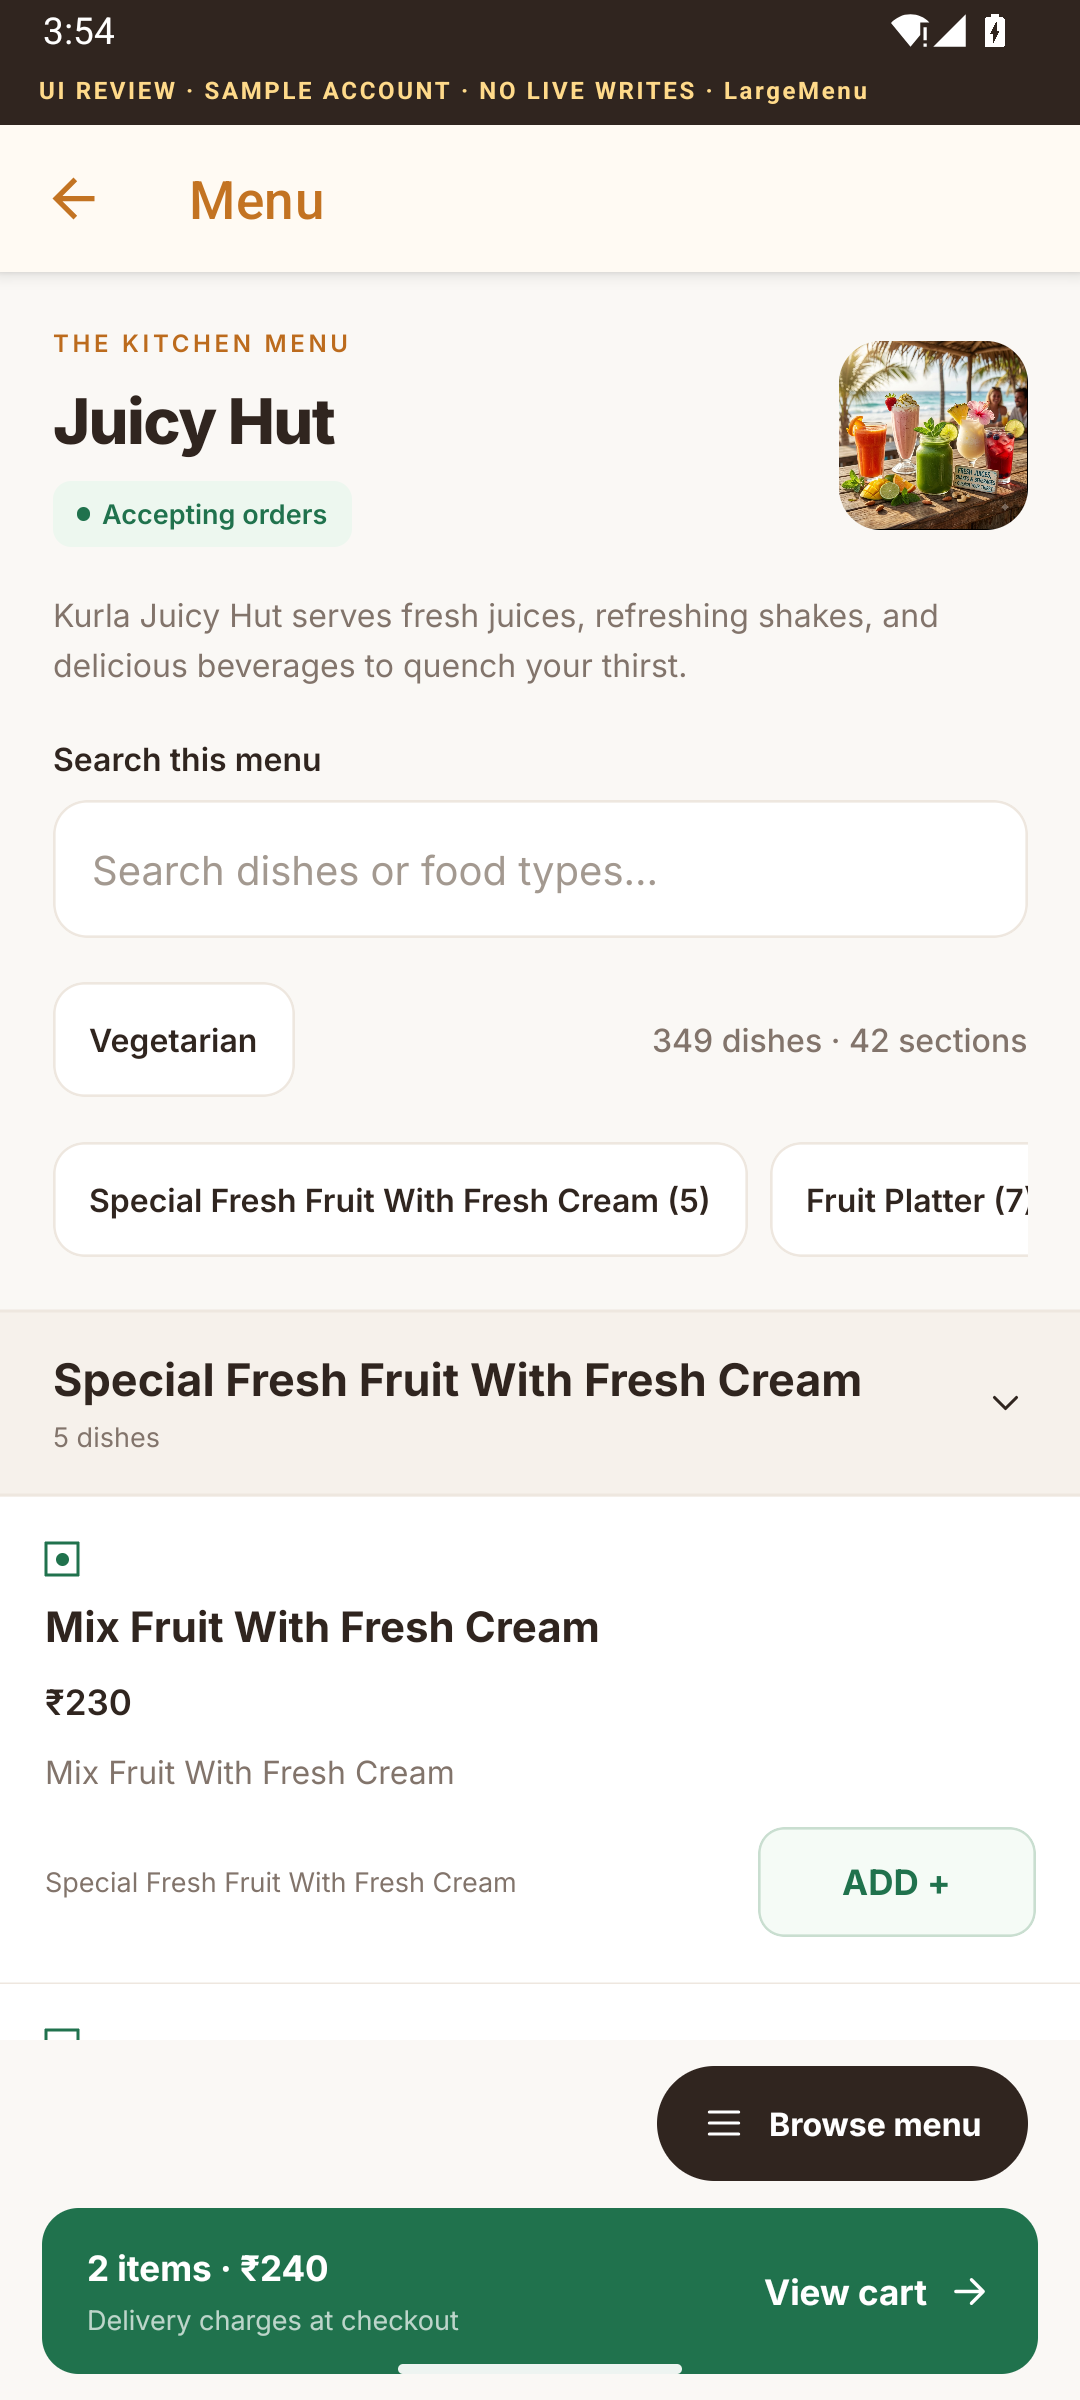 3:54
UI REVIEW · SAMPLE ACCOUNT · NO LIVE WRITES · LargeMenu
Menu
THE KITCHEN MENU
Juicy Hut
Accepting orders
Kurla Juicy Hut serves fresh juices, refreshing shakes, and
delicious beverages to quench your thirst.
Search this menu
Search dishes or food types...
Vegetarian
349 dishes · 42 sections
Special Fresh Fruit With Fresh Cream (5)
Fruit Platter (7)
Special Fresh Fruit With Fresh Cream
5 dishes
Mix Fruit With Fresh Cream
₹230
Mix Fruit With Fresh Cream
Special Fresh Fruit With Fresh Cream
ADD +
Browse menu
2 items · ₹240
Delivery charges at checkout
View cart